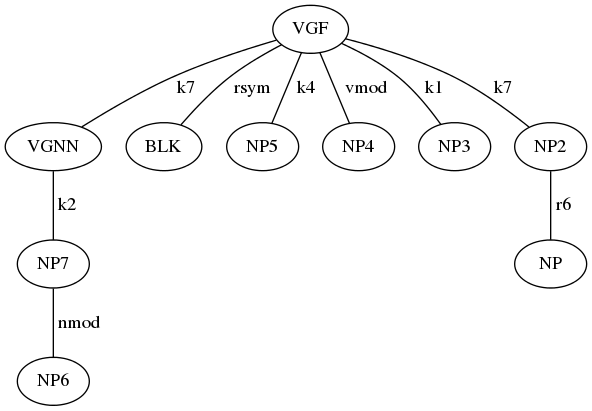 VGF
k7 rsym k4 vmod k1 k7
VGNN BLK NP5 NP4 NP3 NP2
k2 r6
NP7 NP
nmod
NP6